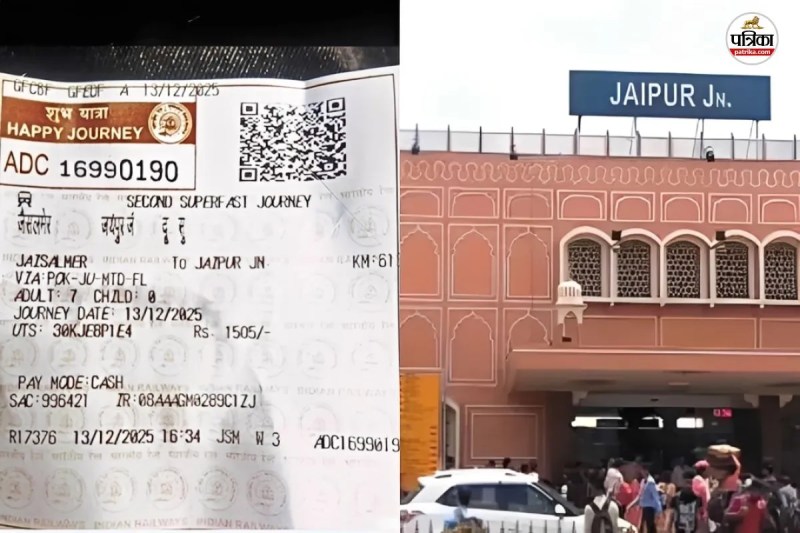 GFCBF GFEDF A 13/12/2025
शुभ यात्रा
HAPPY JOURNEY
ADC 16990190
SECOND SUPERFAST JOURNEY
जैसलमेर जयपुर जं दू सु
JAISALMER TO JAIPUR JN. KM:61
VIA:POK-JU-MTD-FL
ADULT: 7 CHILD: 0
JOURNEY DATE: 13/12/2025
UTS: 30KJE8P1E4 Rs. 1505/-
PAY MODE:CASH
SAC:996421 IR:08AAAGM0289C1ZJ
R17376 13/12/2025 16:34 JSM W 3 ADC1699019
INDIAN RAILWAYS
पत्रिका
patrika.com
JAIPUR JN.